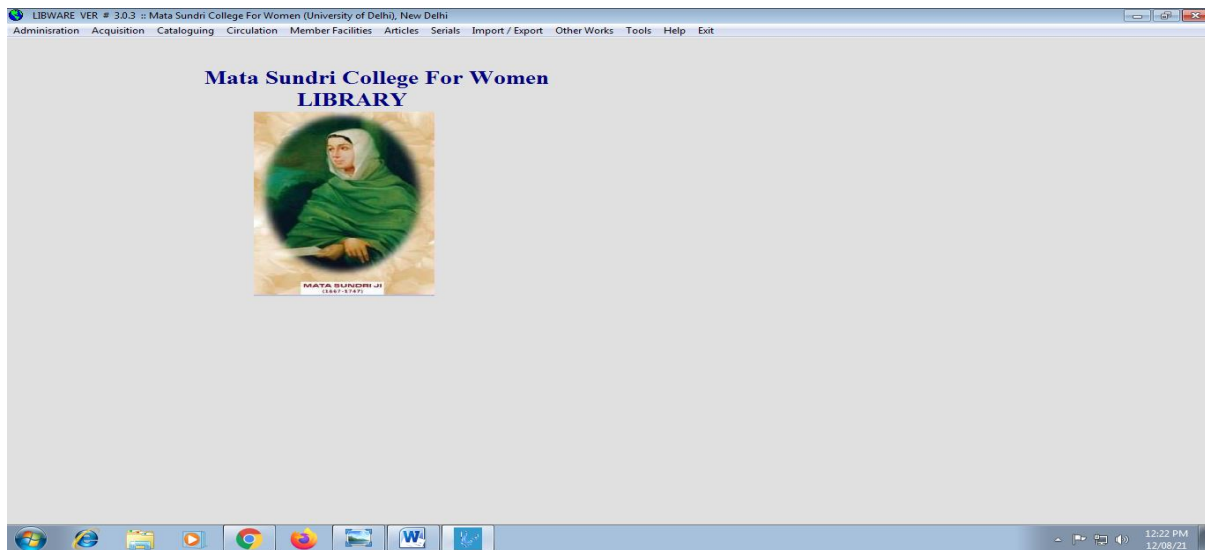 LIBWARE VER # 3.0.3 :: Mata Sundri College For Women (University of Delhi), New Delhi
Adminisration Acquisition Cataloguing Circulation Member Facilities Articles Serials Import / Export Other Works Tools Help Exit
Mata Sundri College For Women
LIBRARY
MATA SUNDRI JI
(1667-1747)
12:22 PM
12/08/21